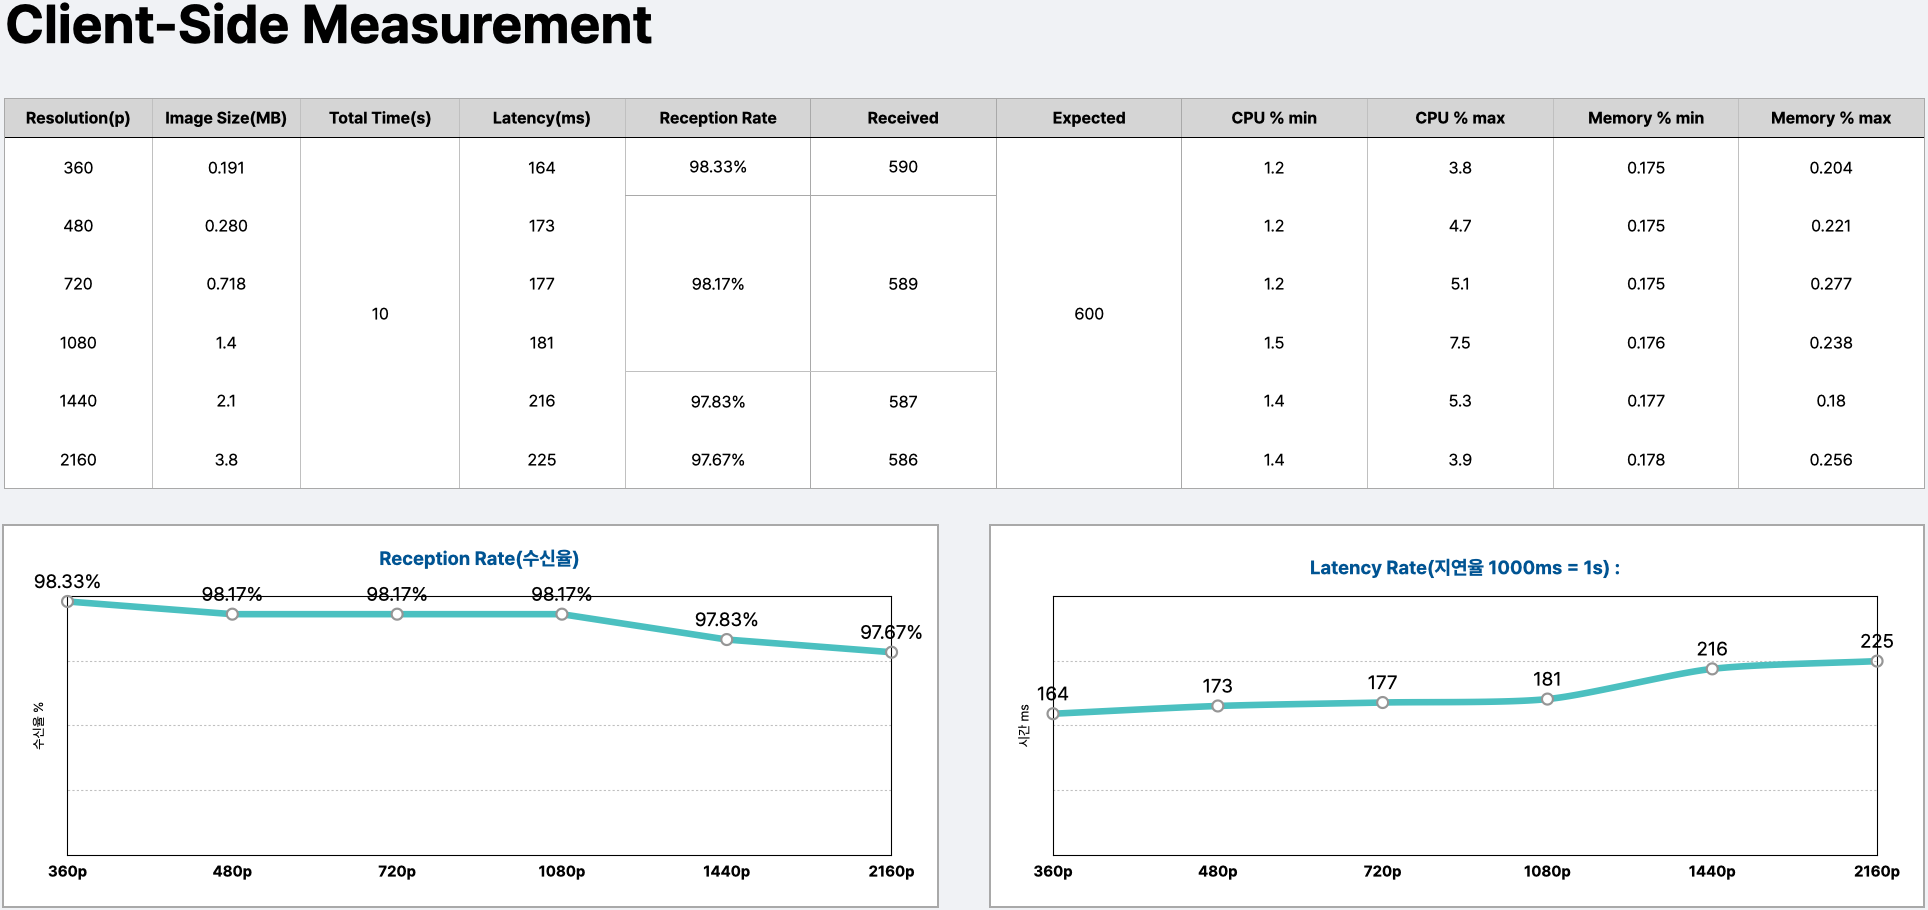 Client-Side Measurement
Resolution(p) Image Size(MB) Total Time(s) Latency(ms) Reception Rate Received Expected CPU % min CPU % max Memory % min Memory % max
360 0.191 164 98.33% 590 1.2 3.8 0.175 0.204
480 0.280 173 1.2 4.7 0.175 0.221
720 0.718 177 98.17% 589 1.2 5.1 0.175 0.277
10 600
1080 1.4 181 1.5 7.5 0.176 0.238
1440 2.1 216 97.83% 587 1.4 5.3 0.177 0.18
2160 3.8 225 97.67% 586 1.4 3.9 0.178 0.256
Reception Rate(수신율)
98.33% 98.17% 98.17% 98.17% 97.83% 97.67%
수신율 %
360p 480p 720p 1080p 1440p 2160p
Latency Rate(지연율 1000ms = 1s) :
164 173 177 181 216 225
시간 ms
360p 480p 720p 1080p 1440p 2160p